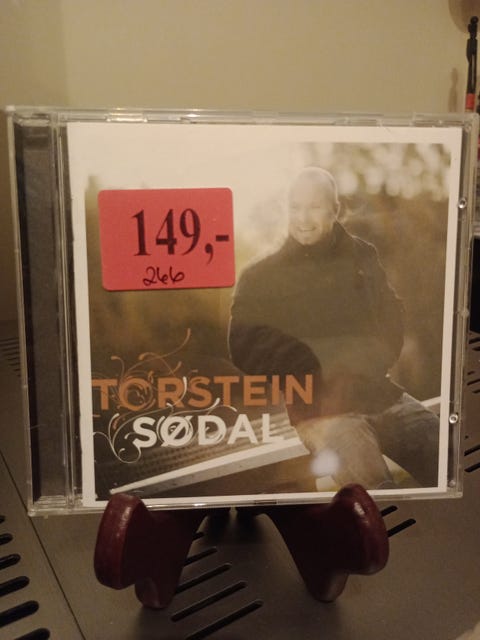 149,-
266
TORSTEIN
SØDAL